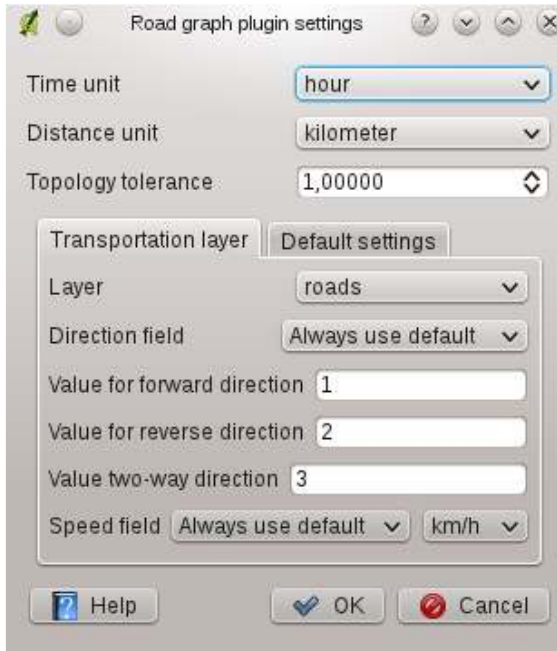 Road graph plugin settings
Time unit hour
Distance unit kilometer
Topology tolerance 1,00000
Transportation layer Default settings
Layer roads
Direction field Always use default
Value for forward direction 1
Value for reverse direction 2
Value two-way direction 3
Speed field Always use default km/h
Help OK Cancel